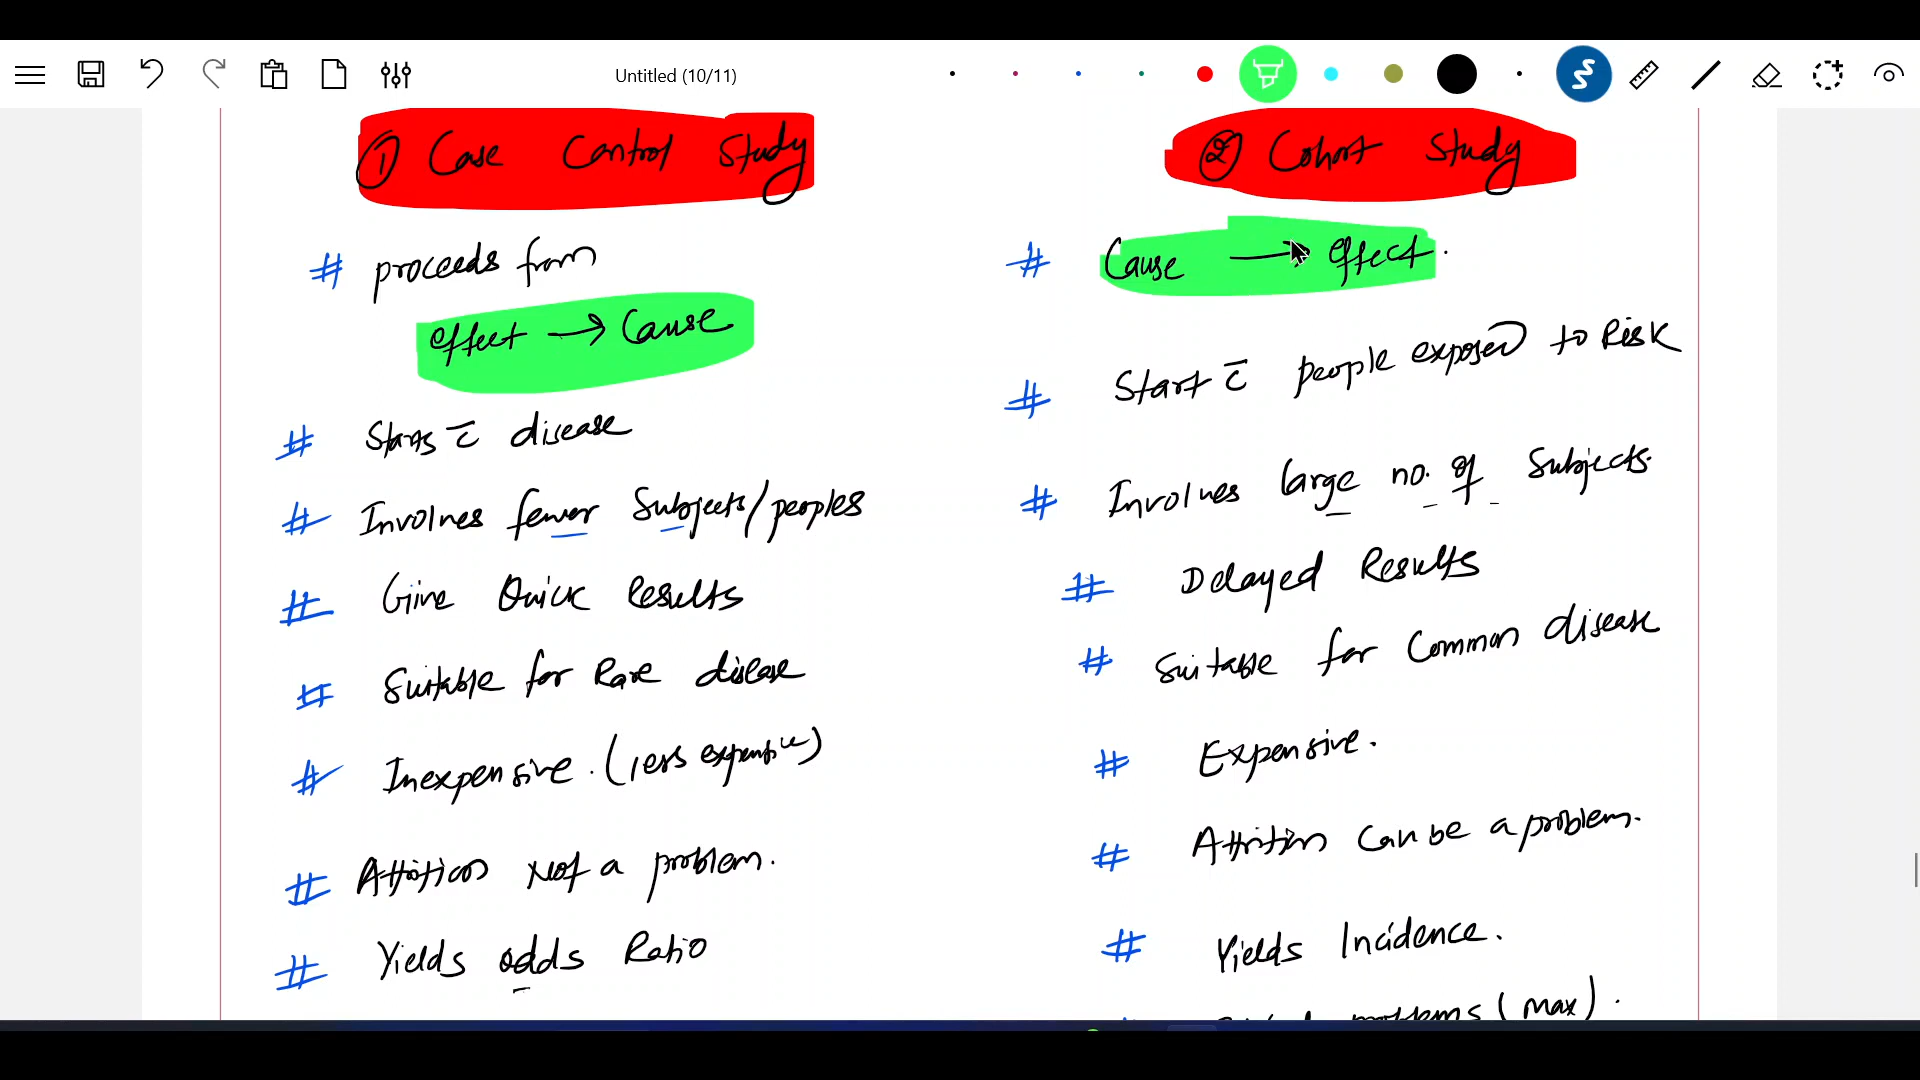 Untitled (10/11)
① Case Control Study
# proceeds from
effect → Cause
# Starts c̄ disease
# Involves fewer Subjects/peoples
# Give Quick Results
# Suitable for Rare disease
# Inexpensive. (less expensive)
# Attrition Not a problem.
# Yields odds Ratio
② Cohort Study
# Cause → effect.
# Start c̄ people exposed to Risk
# Involves large no. of Subjects.
# Delayed Results
# Suitable for Common disease
# Expensive.
# Attrition Can be a problem.
# Yields Incidence.
problems (max).